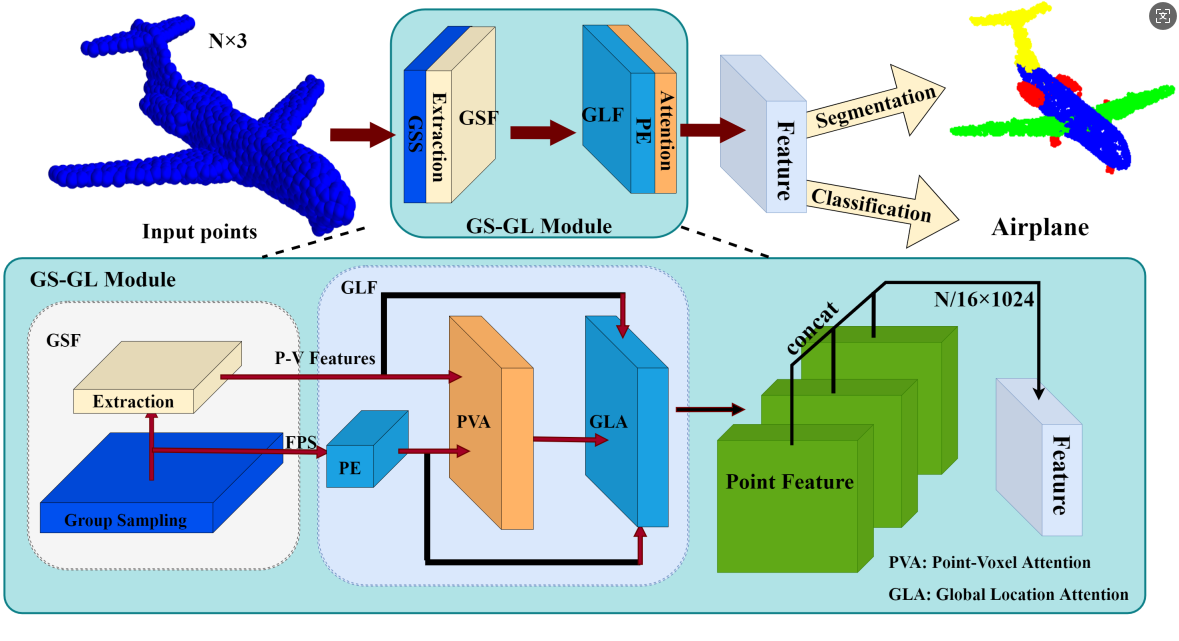 N×3
Input points
GSS
Extraction
GSF
GLF
PE
Attention
GS-GL Module
Feature
Segmentation
Classification
Airplane
GS-GL Module
GSF
Extraction
Group Sampling
P-V Features
FPS
GLF
PE
PVA
GLA
concat
N/16×1024
Point Feature
Feature
PVA: Point-Voxel Attention
GLA: Global Location Attention